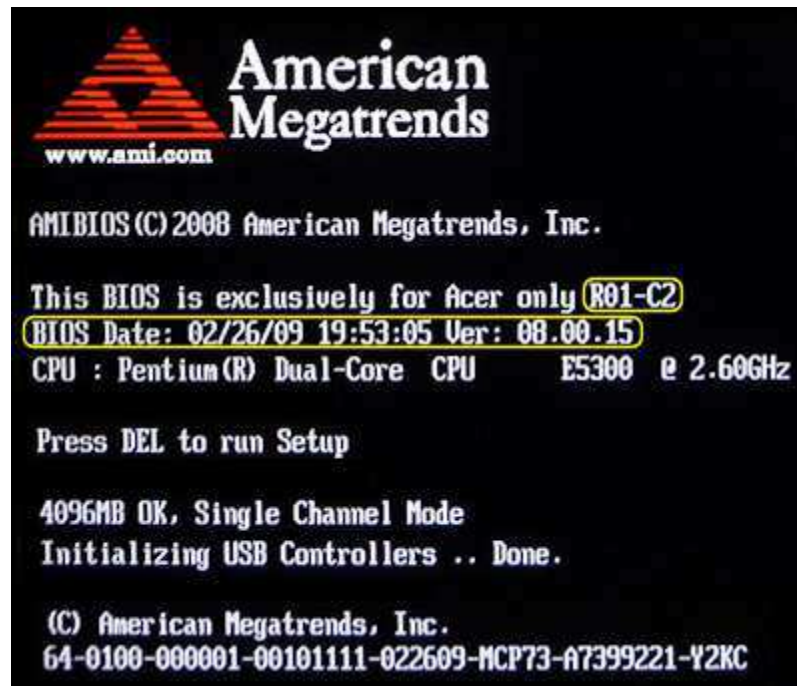 American
Megatrends
www.ami.com
AMIBIOS(C)2008 American Megatrends, Inc.
This BIOS is exclusively for Acer only R01-C2
BIOS Date: 02/26/09 19:53:05 Ver: 08.00.15
CPU : Pentium(R) Dual-Core CPU E5300 @ 2.60GHz
Press DEL to run Setup
4096MB OK, Single Channel Mode
Initializing USB Controllers .. Done.
(C) American Megatrends, Inc.
64-0100-000001-00101111-022609-MCP73-A7399221-Y2KC